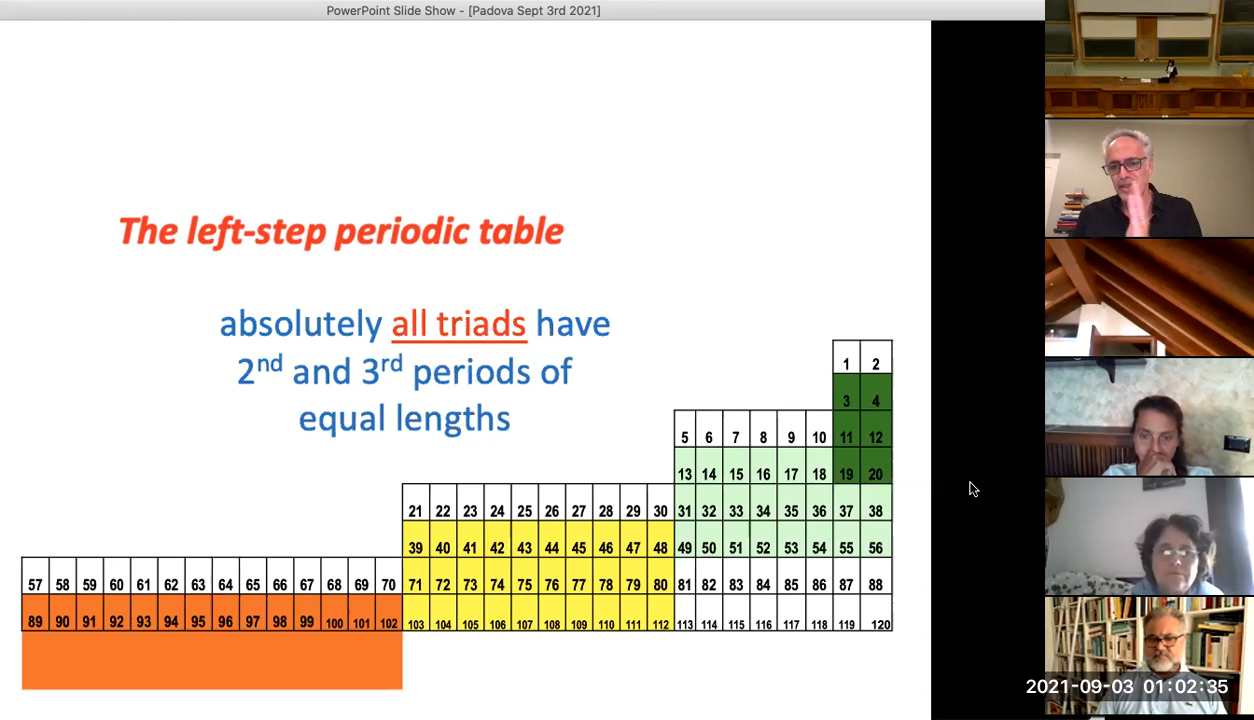 PowerPoint Slide Show - [Padova Sept 3rd 2021]
The left-step periodic table
absolutely all triads have
2nd and 3rd periods of
equal lengths
1 2
3 4
5 6 7 8 9 10 11 12
13 14 15 16 17 18 19 20
21 22 23 24 25 26 27 28 29 30 31 32 33 34 35 36 37 38
39 40 41 42 43 44 45 46 47 48 49 50 51 52 53 54 55 56
57 58 59 60 61 62 63 64 65 66 67 68 69 70 71 72 73 74 75 76 77 78 79 80 81 82 83 84 85 86 87 88
89 90 91 92 93 94 95 96 97 98 99 100 101 102 103 104 105 106 107 108 109 110 111 112 113 114 115 116 117 118 119 120
2021-09-03 01:02:35